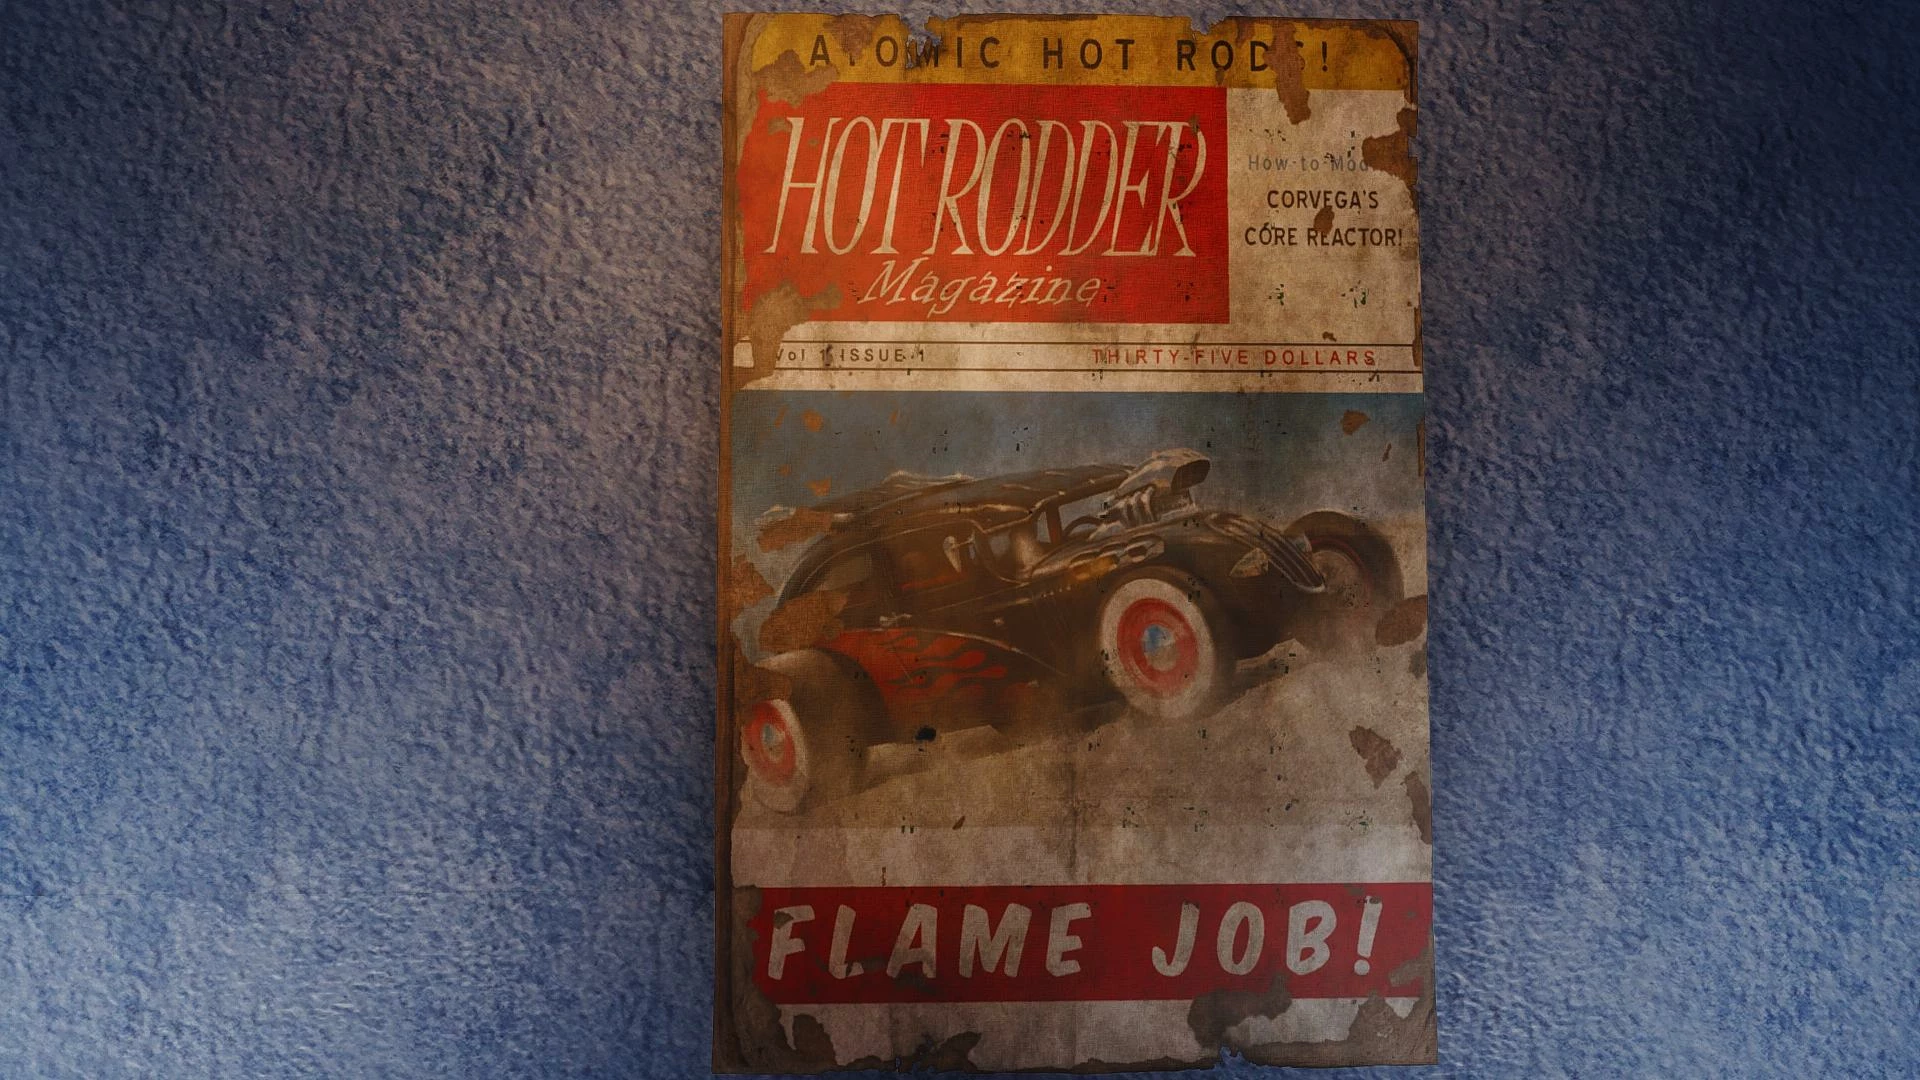 ATOMIC HOT RODS!
HOT RODDER
Magazine
How-to-Mod
CORVEGA'S
CORE REACTOR!
Vol 1 ISSUE 1
THIRTY-FIVE DOLLARS
FLAME JOB!